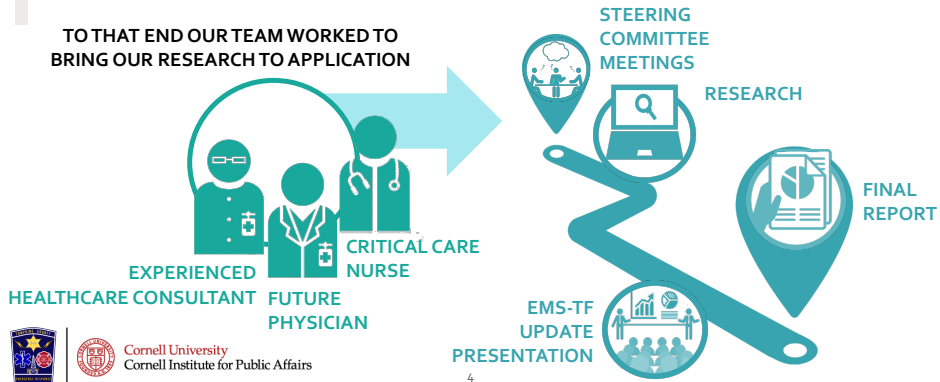 TO THAT END OUR TEAM WORKED TO
BRING OUR RESEARCH TO APPLICATION
STEERING
COMMITTEE
MEETINGS
RESEARCH
FINAL
REPORT
CRITICAL CARE
NURSE
EXPERIENCED
HEALTHCARE CONSULTANT
FUTURE
PHYSICIAN
EMS-TF
UPDATE
PRESENTATION
Cornell University
Cornell Institute for Public Affairs
4